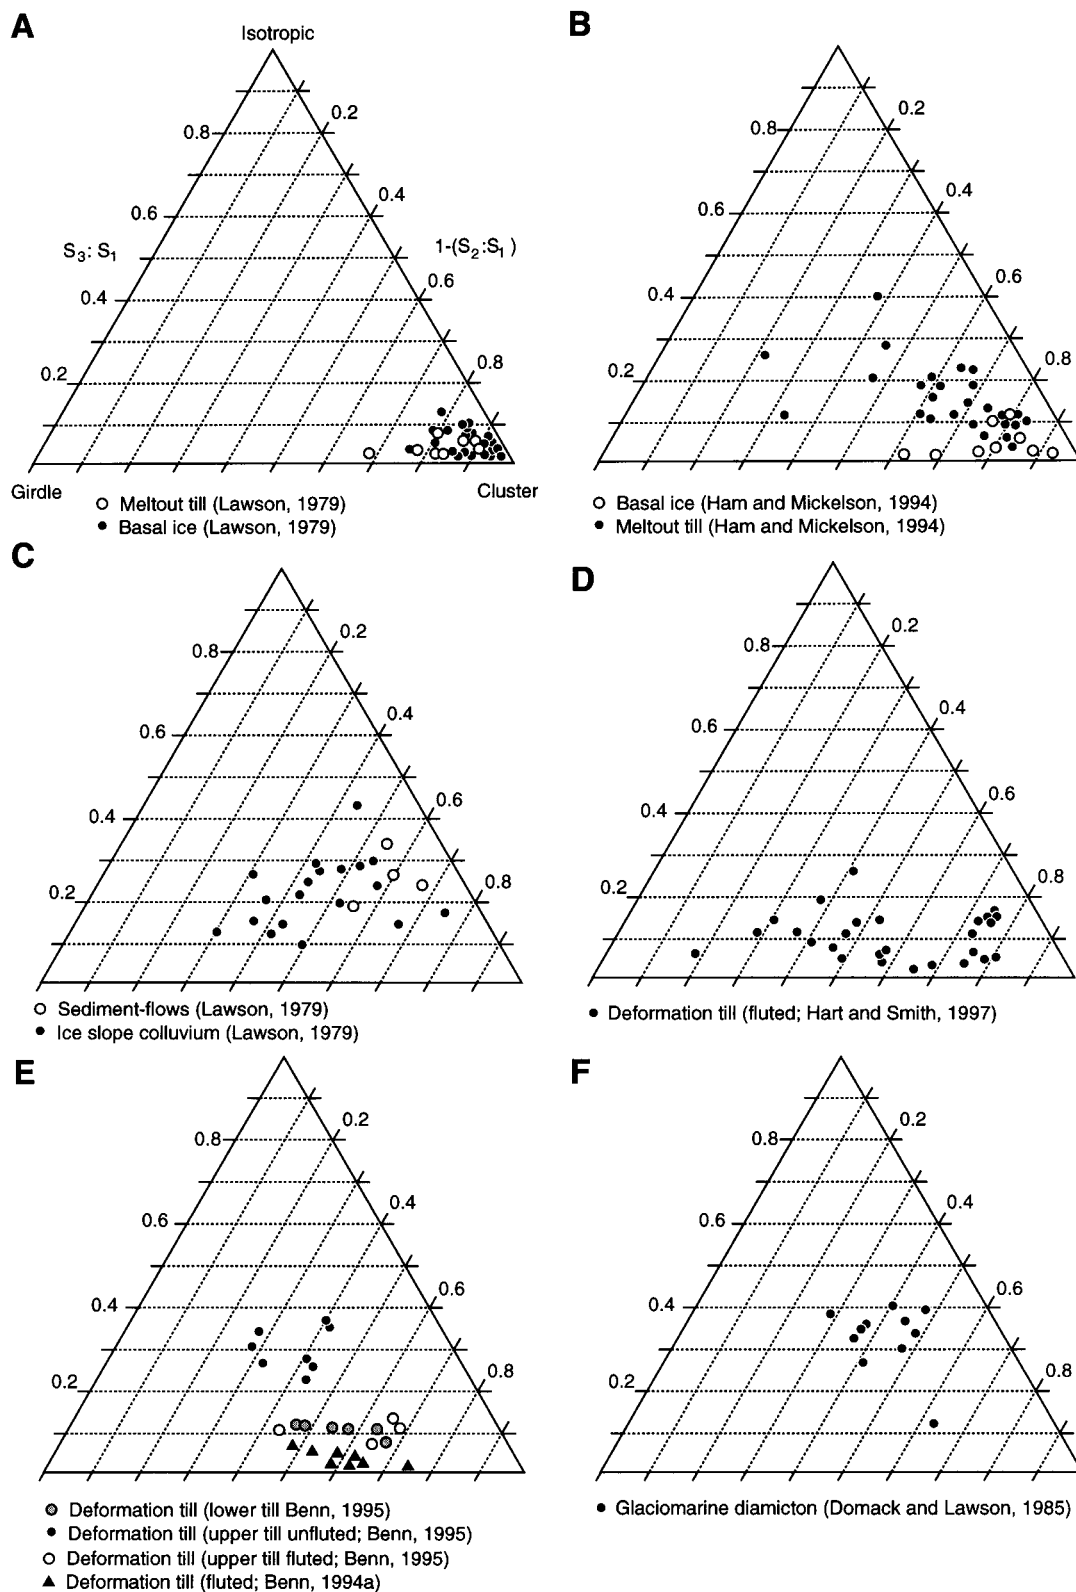 A
Isotropic
0.2
0.8
0.4
0.6
S3: S1
1-(S2:S1)
0.6
0.4
0.8
0.2
Girdle
Cluster
Meltout till (Lawson, 1979)
Basal ice (Lawson, 1979)
B
0.2
0.8
0.4
0.6
0.6
0.4
0.8
0.2
Basal ice (Ham and Mickelson, 1994)
Meltout till (Ham and Mickelson, 1994)
C
0.2
0.8
0.4
0.6
0.6
0.4
0.8
0.2
Sediment-flows (Lawson, 1979)
Ice slope colluvium (Lawson, 1979)
D
0.2
0.8
0.4
0.6
0.6
0.4
0.8
0.2
Deformation till (fluted; Hart and Smith, 1997)
E
0.2
0.8
0.4
0.6
0.6
0.4
0.8
0.2
Deformation till (lower till Benn, 1995)
Deformation till (upper till unfluted; Benn, 1995)
Deformation till (upper till fluted; Benn, 1995)
Deformation till (fluted; Benn, 1994a)
F
0.2
0.8
0.4
0.6
0.6
0.4
0.8
0.2
Glaciomarine diamicton (Domack and Lawson, 1985)